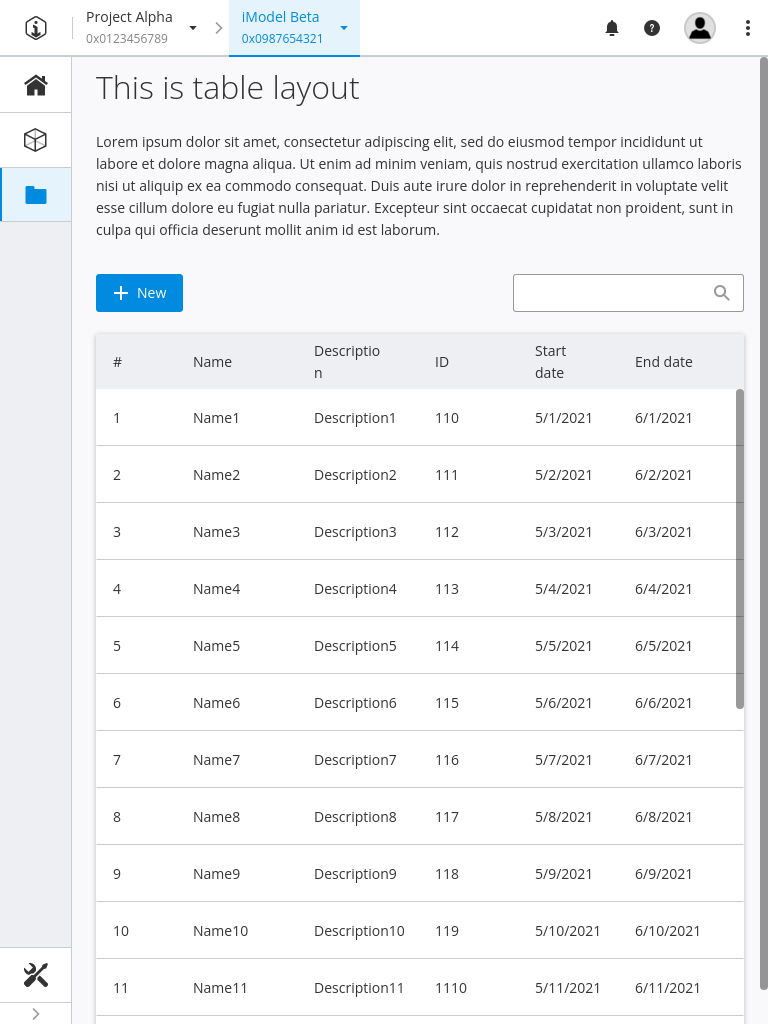 Project Alpha
0x0123456789
iModel Beta
0x0987654321
This is table layout
Lorem ipsum dolor sit amet, consectetur adipiscing elit, sed do eiusmod tempor incididunt ut
labore et dolore magna aliqua. Ut enim ad minim veniam, quis nostrud exercitation ullamco laboris
nisi ut aliquip ex ea commodo consequat. Duis aute irure dolor in reprehenderit in voluptate velit
esse cillum dolore eu fugiat nulla pariatur. Excepteur sint occaecat cupidatat non proident, sunt in
culpa qui officia deserunt mollit anim id est laborum.
New
# Name Descriptio
n ID Start
date End date
1 Name1 Description1 110 5/1/2021 6/1/2021
2 Name2 Description2 111 5/2/2021 6/2/2021
3 Name3 Description3 112 5/3/2021 6/3/2021
4 Name4 Description4 113 5/4/2021 6/4/2021
5 Name5 Description5 114 5/5/2021 6/5/2021
6 Name6 Description6 115 5/6/2021 6/6/2021
7 Name7 Description7 116 5/7/2021 6/7/2021
8 Name8 Description8 117 5/8/2021 6/8/2021
9 Name9 Description9 118 5/9/2021 6/9/2021
10 Name10 Description10 119 5/10/2021 6/10/2021
11 Name11 Description11 1110 5/11/2021 6/11/2021